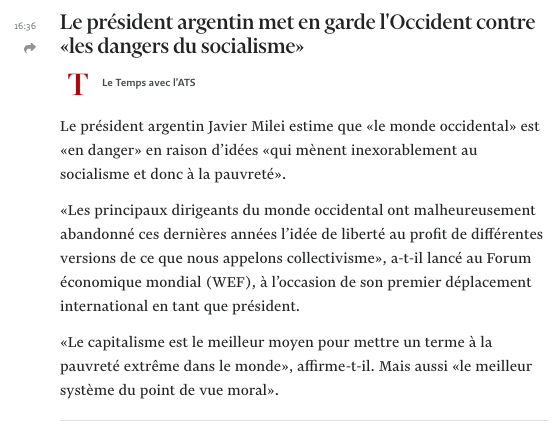 16:36
Le président argentin met en garde l'Occident contre
«les dangers du socialisme»
T
Le Temps avec l'ATS
Le président argentin Javier Milei estime que «le monde occidental» est
«en danger» en raison d’idées «qui mènent inexorablement au
socialisme et donc à la pauvreté».
«Les principaux dirigeants du monde occidental ont malheureusement
abandonné ces dernières années l’idée de liberté au profit de différentes
versions de ce que nous appelons collectivisme», a-t-il lancé au Forum
économique mondial (WEF), à l’occasion de son premier déplacement
international en tant que président.
«Le capitalisme est le meilleur moyen pour mettre un terme à la
pauvreté extrême dans le monde», affirme-t-il. Mais aussi «le meilleur
système du point de vue moral».